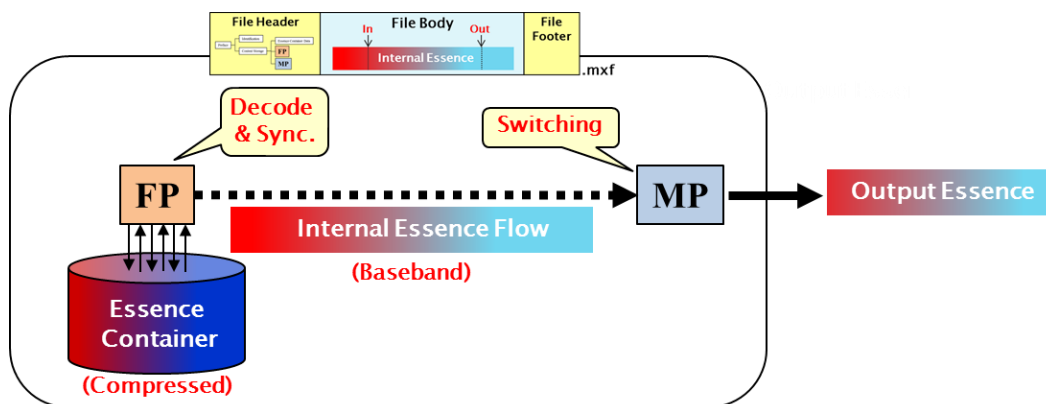 File Header
File Body
File
Footer
In
Out
Internal Essence
FP
MP
.mxf
Decode
& Sync.
Switching
FP
MP
Output Essence
Internal Essence Flow
(Baseband)
Essence
Container
(Compressed)